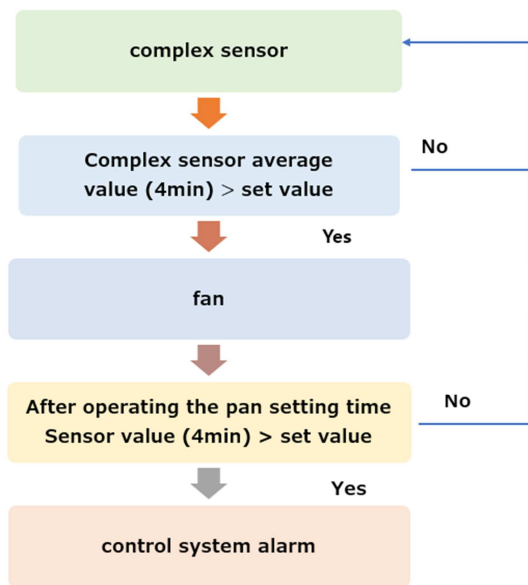 complex sensor
Complex sensor average
value (4min) > set value
No
Yes
fan
After operating the pan setting time
Sensor value (4min) > set value
No
Yes
control system alarm